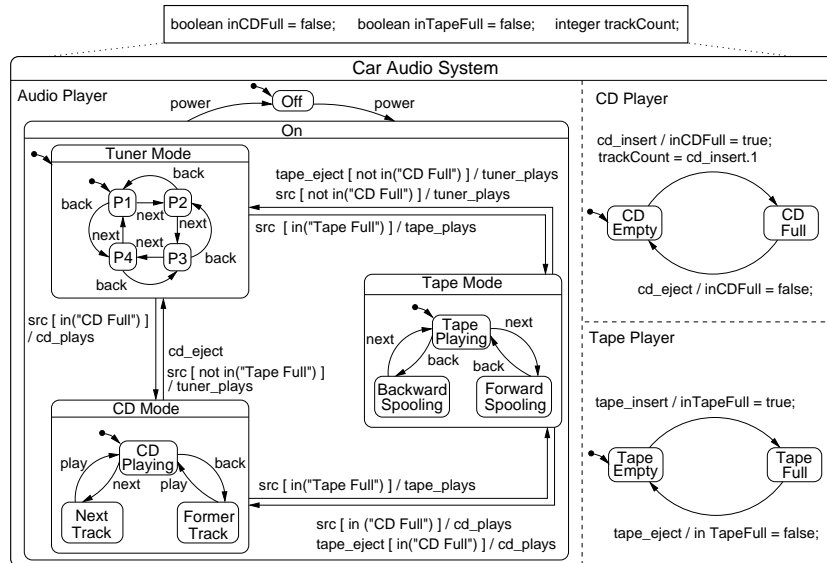 boolean inCDFull = false; boolean inTapeFull = false; integer trackCount;
Car Audio System
Audio Player
Off
power
power
On
Tuner Mode
back
P1
next
P2
back
next
next
next
back
P4
P3
back
tape_eject [ not in("CD Full") ] / tuner_plays
src [ not in("CD Full") ] / tuner_plays
src [ in("Tape Full") ] / tape_plays
Tape Mode
Tape
Playing
next
next
back
back
Backward
Spooling
Forward
Spooling
src [ in("CD Full") ]
/ cd_plays
cd_eject
src [ not in("Tape Full") ]
/ tuner_plays
CD Mode
CD
Playing
play
back
next
play
Next
Track
Former
Track
src [ in("Tape Full") ] / tape_plays
src [ in ("CD Full") ] / cd_plays
tape_eject [ in("CD Full") ] / cd_plays
CD Player
cd_insert / inCDFull = true;
trackCount = cd_insert.1
CD
Empty
CD
Full
cd_eject / inCDFull = false;
Tape Player
tape_insert / inTapeFull = true;
Tape
Empty
Tape
Full
tape_eject / in TapeFull = false;